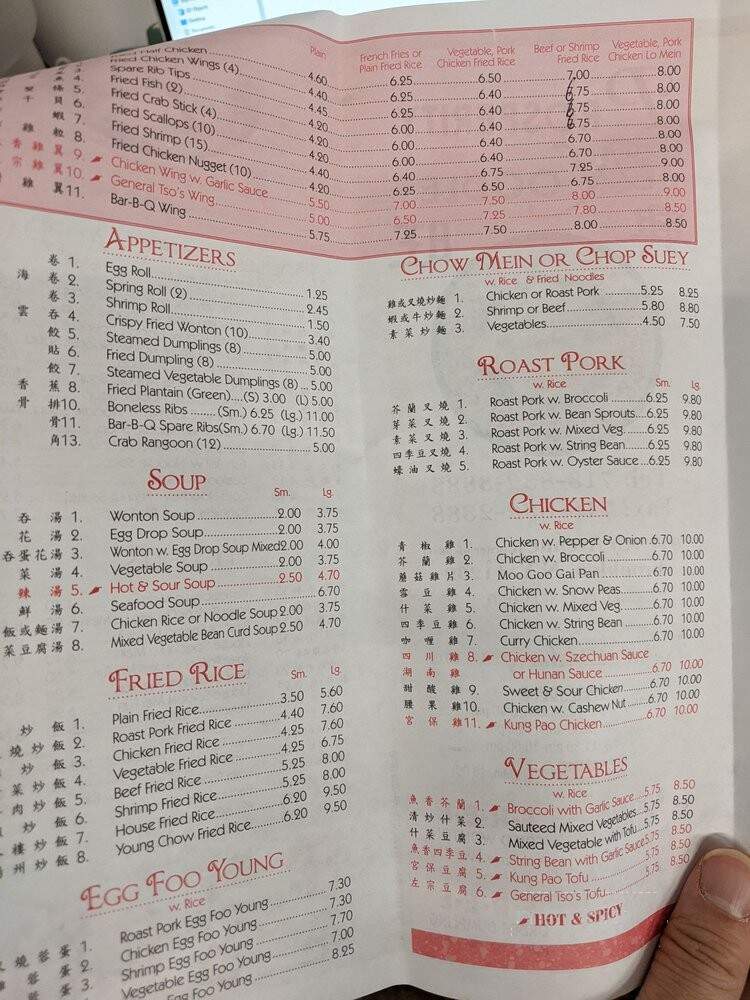 Plain
French Fries or Plain Fried Rice
Vegetable, Pork Chicken Fried Rice
Beef or Shrimp Fried Rice
Vegetable, Pork Chicken Lo Mein
Half Chicken 4.60 6.25 6.50 7.00 8.00
Fried Chicken Wings (4) 4.40 6.25 6.40 6.75 8.00
Spare Rib Tips 4.45 6.25 6.40 6.75 8.00
Fried Fish (2) 4.20 6.00 6.40 6.75 8.00
5. Fried Crab Stick (4) 4.20 6.00 6.40 6.70 8.00
6. Fried Scallops (10) 4.20 6.00 6.40 6.70 8.00
蝦 7. Fried Shrimp (15) 4.40 6.40 6.75 7.25 9.00
雞粒 8. Fried Chicken Nugget (10) 4.20 6.25 6.50 6.75 8.00
香雞翼 9. Chicken Wing w. Garlic Sauce 5.50 7.00 7.50 8.00 9.00
宗雞翼 10. General Tso's Wing 5.00 6.50 7.25 7.80 8.50
雞翼 11. Bar-B-Q Wing 5.75 7.25 7.50 8.00 8.50
APPETIZERS
卷 1. Egg Roll 1.25
海卷 2. Spring Roll (2) 2.45
卷 3. Shrimp Roll 1.50
雲吞 4. Crispy Fried Wonton (10) 3.40
餃 5. Steamed Dumplings (8) 5.00
貼 6. Fried Dumpling (8) 5.00
餃 7. Steamed Vegetable Dumplings (8) 5.00
香蕉 8. Fried Plantain (Green) (S) 3.00 (L) 5.00
骨排 10. Boneless Ribs (Sm.) 6.25 (Lg.) 11.00
骨 11. Bar-B-Q Spare Ribs (Sm.) 6.70 (Lg.) 11.50
角 13. Crab Rangoon (12) 5.00
SOUP
Sm. Lg.
吞湯 1. Wonton Soup 2.00 3.75
花湯 2. Egg Drop Soup 2.00 3.75
吞蛋花湯 3. Wonton w. Egg Drop Soup Mixed 2.00 4.00
菜湯 4. Vegetable Soup 2.00 3.75
辣湯 5. Hot & Sour Soup 2.50 4.70
鮮湯 6. Seafood Soup 6.70
飯或麵湯 7. Chicken Rice or Noodle Soup 2.00 3.75
菜豆腐湯 8. Mixed Vegetable Bean Curd Soup 2.50 4.70
FRIED RICE
Sm. Lg.
炒飯 1. Plain Fried Rice 3.50 5.60
燒炒飯 2. Roast Pork Fried Rice 4.40 7.60
炒飯 3. Chicken Fried Rice 4.25 7.60
菜炒飯 4. Vegetable Fried Rice 4.25 6.75
肉炒飯 5. Beef Fried Rice 5.25 8.00
炒飯 6. Shrimp Fried Rice 5.25 8.00
樓炒飯 7. House Fried Rice 6.20 9.50
州炒飯 8. Young Chow Fried Rice 6.20 9.50
EGG FOO YOUNG
w. Rice
燒蓉蛋 1. Roast Pork Egg Foo Young 7.30
蓉蛋 2. Chicken Egg Foo Young 7.30
蛋 3. Shrimp Egg Foo Young 7.70
Vegetable Egg Foo Young 7.00
Egg Foo Young 8.25
CHOW MEIN OR CHOP SUEY
w. Rice & Fried Noodles
雞或叉燒炒麵 1. Chicken or Roast Pork 5.25 8.25
蝦或牛炒麵 2. Shrimp or Beef 5.80 8.80
素菜炒麵 3. Vegetables 4.50 7.50
ROAST PORK
w. Rice Sm. Lg.
芥蘭叉燒 1. Roast Pork w. Broccoli 6.25 9.80
芽菜叉燒 2. Roast Pork w. Bean Sprouts 6.25 9.80
素菜叉燒 3. Roast Pork w. Mixed Veg. 6.25 9.80
四季豆叉燒 4. Roast Pork w. String Bean 6.25 9.80
蠔油叉燒 5. Roast Pork w. Oyster Sauce 6.25 9.80
CHICKEN
w. Rice
青椒雞 1. Chicken w. Pepper & Onion 6.70 10.00
芥蘭雞 2. Chicken w. Broccoli 6.70 10.00
蘑菇雞片 3. Moo Goo Gai Pan 6.70 10.00
雪豆雞 4. Chicken w. Snow Peas 6.70 10.00
什菜雞 5. Chicken w. Mixed Veg. 6.70 10.00
四季豆雞 6. Chicken w. String Bean 6.70 10.00
咖喱雞 7. Curry Chicken 6.70 10.00
四川雞 8. Chicken w. Szechuan Sauce
湖南雞 or Hunan Sauce 6.70 10.00
甜酸雞 9. Sweet & Sour Chicken 6.70 10.00
腰果雞 10. Chicken w. Cashew Nut 6.70 10.00
宮保雞 11. Kung Pao Chicken 6.70 10.00
VEGETABLES
w. Rice
魚香芥蘭 1. Broccoli with Garlic Sauce 5.75 8.50
清炒什菜 2. Sauteed Mixed Vegetables 5.75 8.50
什菜豆腐 3. Mixed Vegetable with Tofu 5.75 8.50
魚香四季豆 4. String Bean with Garlic Sauce 5.75 8.50
宮保豆腐 5. Kung Pao Tofu 5.75 8.50
左宗豆腐 6. General Tso's Tofu 5.75 8.50
HOT & SPICY